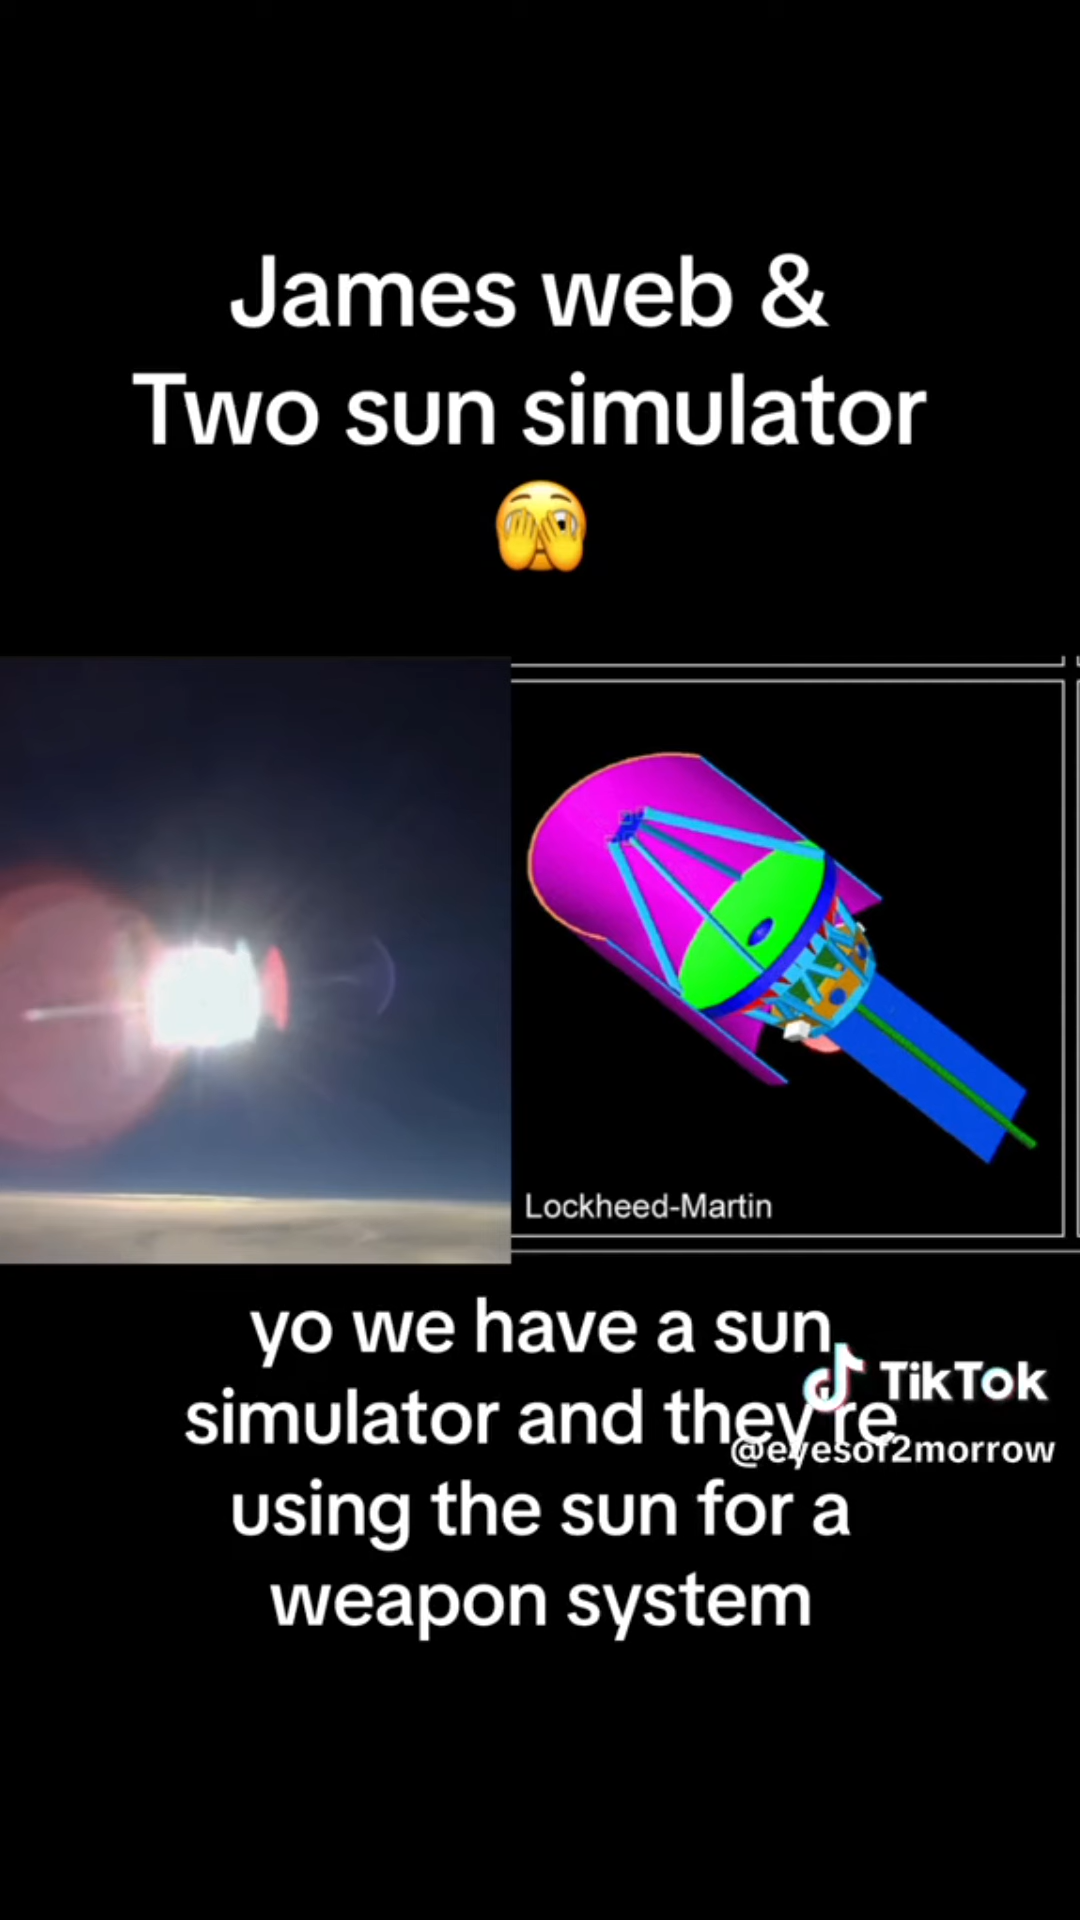 James web &
Two sun simulator
🫣
Lockheed-Martin
yo we have a sun
simulator and they're
using the sun for a
weapon system
TikTok
@eyesof2morrow